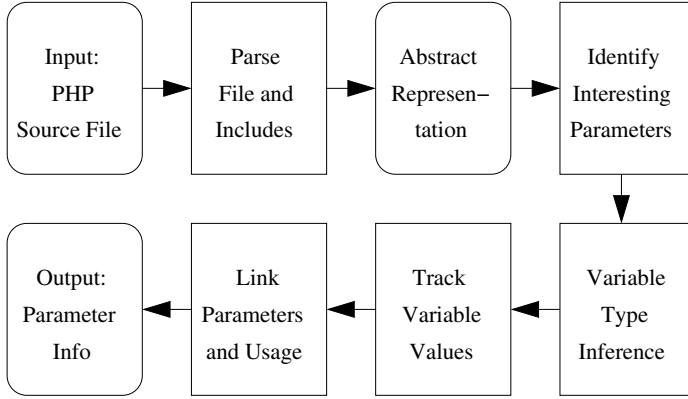 Input:
PHP
Source File
Parse
File and
Includes
Abstract
Represen−
tation
Identify
Interesting
Parameters
Variable
Type
Inference
Track
Variable
Values
Link
Parameters
and Usage
Output:
Parameter
Info